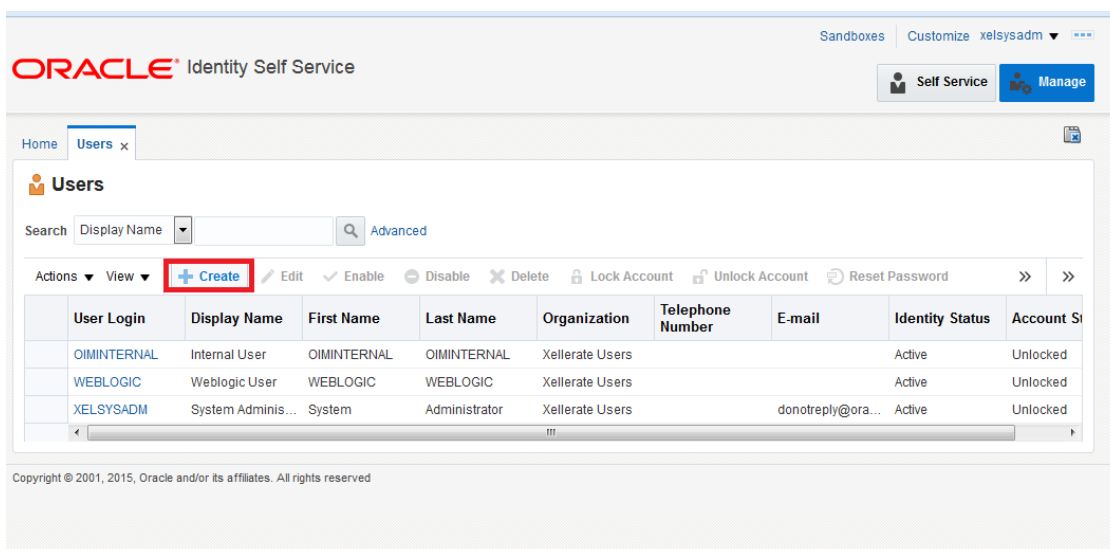 Sandboxes Customize xelsysadm
ORACLE Identity Self Service
Self Service Manage
Home Users x
Users
Search Display Name Advanced
Actions View Create Edit Enable Disable Delete Lock Account Unlock Account Reset Password » »
User Login Display Name First Name Last Name Organization Telephone Number E-mail Identity Status Account St
OIMINTERNAL Internal User OIMINTERNAL OIMINTERNAL Xellerate Users Active Unlocked
WEBLOGIC Weblogic User WEBLOGIC WEBLOGIC Xellerate Users Active Unlocked
XELSYSADM System Adminis... System Administrator Xellerate Users donotreply@ora... Active Unlocked
Copyright © 2001, 2015, Oracle and/or its affiliates. All rights reserved